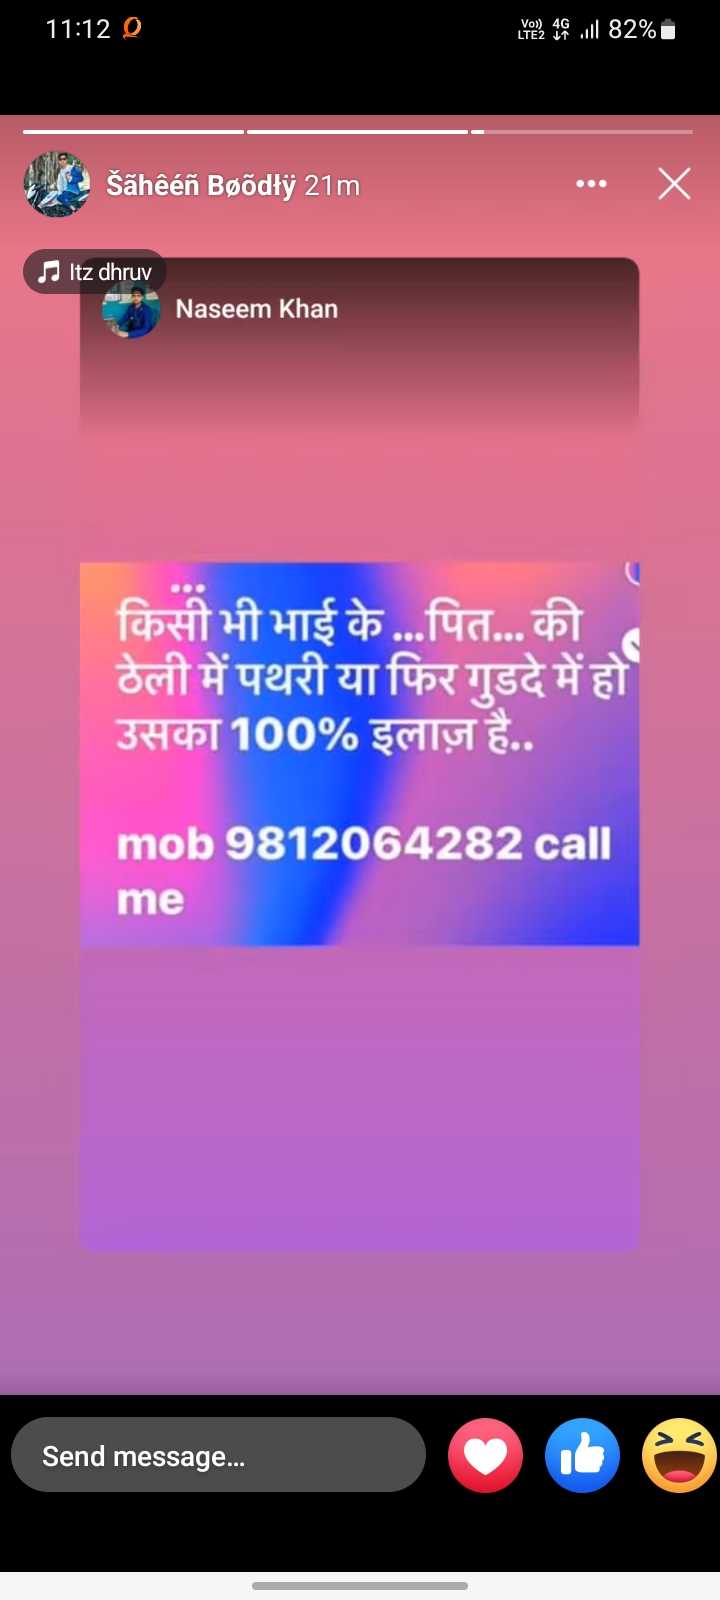 11:12
Vo)) 4G
LTE2
82%
Šãhêéñ Bøõdłÿ 21m
Itz dhruv
Naseem Khan
किसी भी भाई के ...पित... की
ठेली में पथरी या फिर गुडदे में हो
उसका 100% इलाज़ है..
mob 9812064282 call
me
Send message...